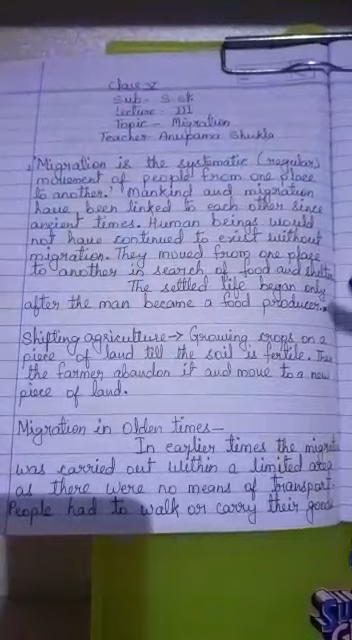 Class V
Sub - S.St.
Lecture - III
Topic - Migration
Teacher - Anupama Shukla
'Migration is the systematic (regular)
movement of people from one place
to another.' Mankind and migration
have been linked to each other since
ancient times. Human beings would
not have continued to exist without
migration. They moved from one place
to another in search of food and shelter
The settled life began only
after the man became a food producer.
Shifting agriculture → Growing crops on a
piece of land till the soil is fertile. Then
the farmer abandon it and move to a new
piece of land.
Migration in Olden times -
In earlier times the
was carried out within a limited area
as there were no means of transport.
People had to walk or carry their goods